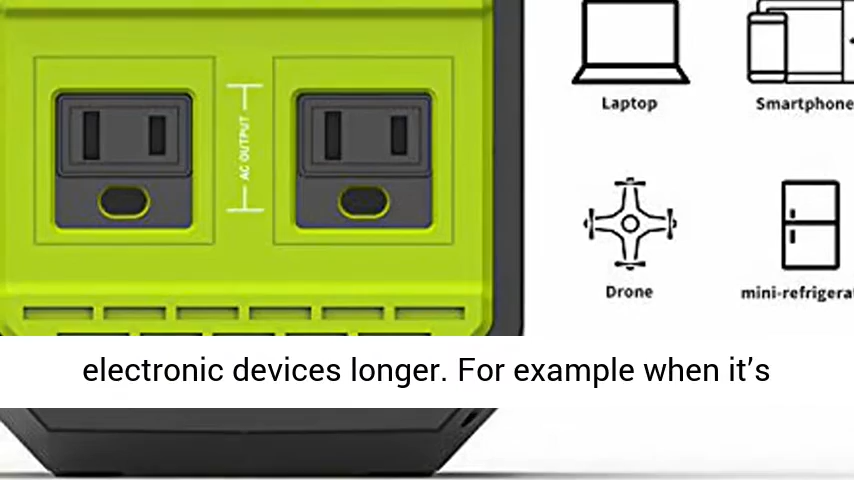 Laptop
Smartphone
AC OUTPUT
Drone
mini-refrigerat
electronic devices longer. For example when it's